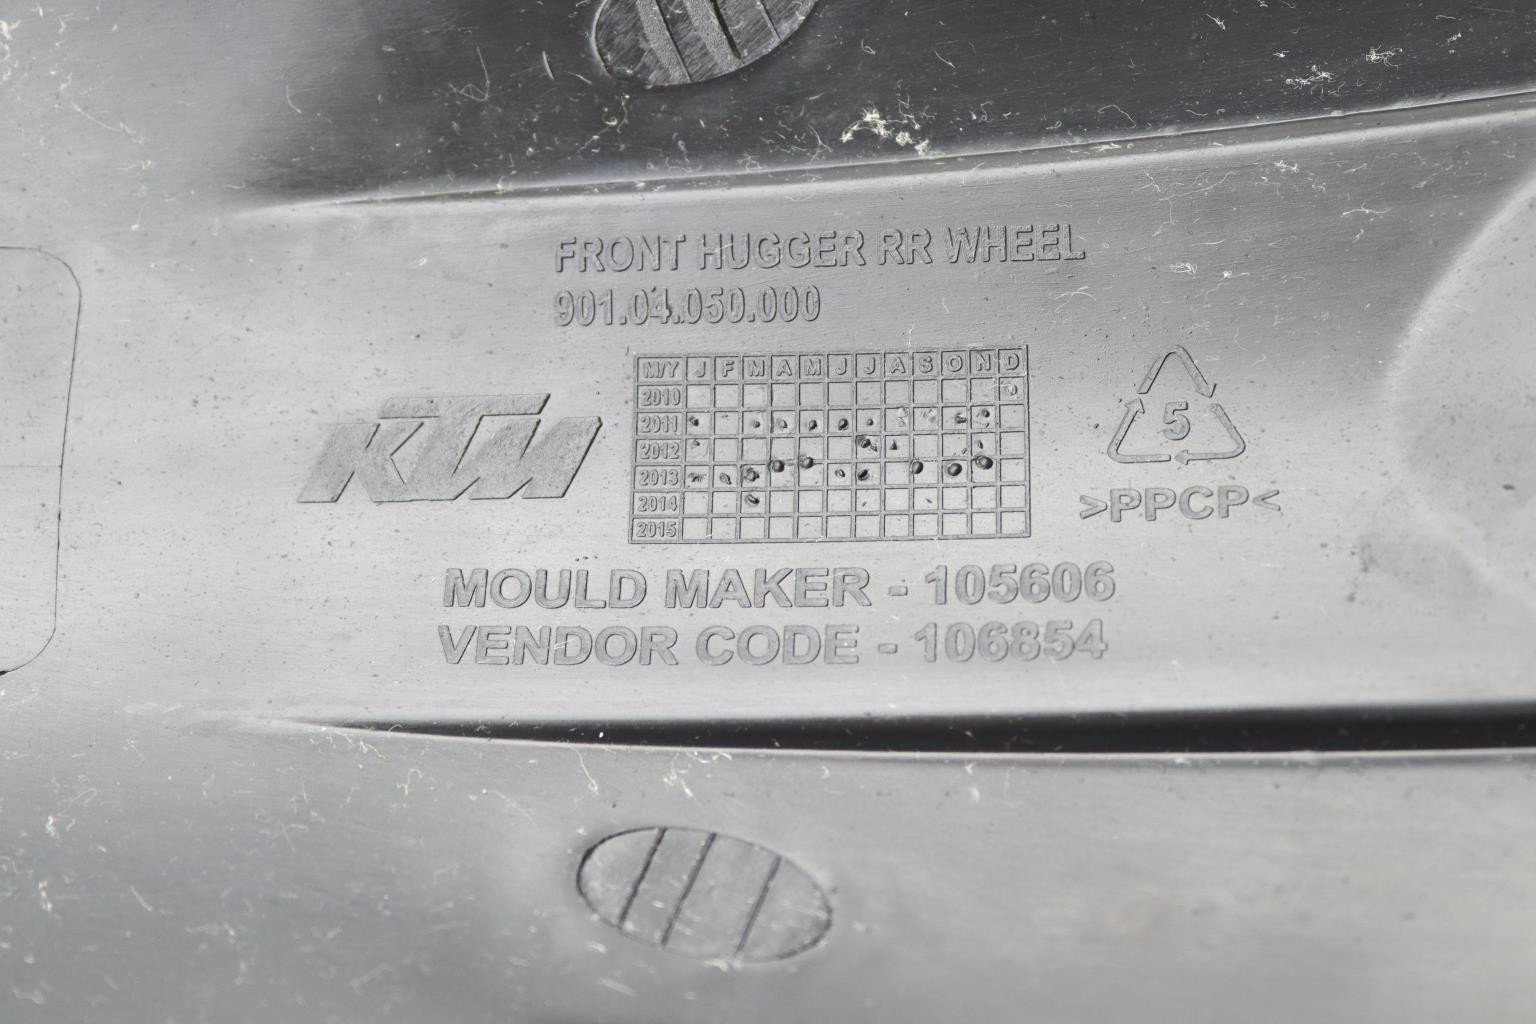 FRONT HUGGER RR WHEEL
901.04.050.000
KTM
M/Y J F M A M J J A S O N D
2010
2011
2012
2013
2014
2015
5
>PPCP<
MOULD MAKER - 105606
VENDOR CODE - 106854